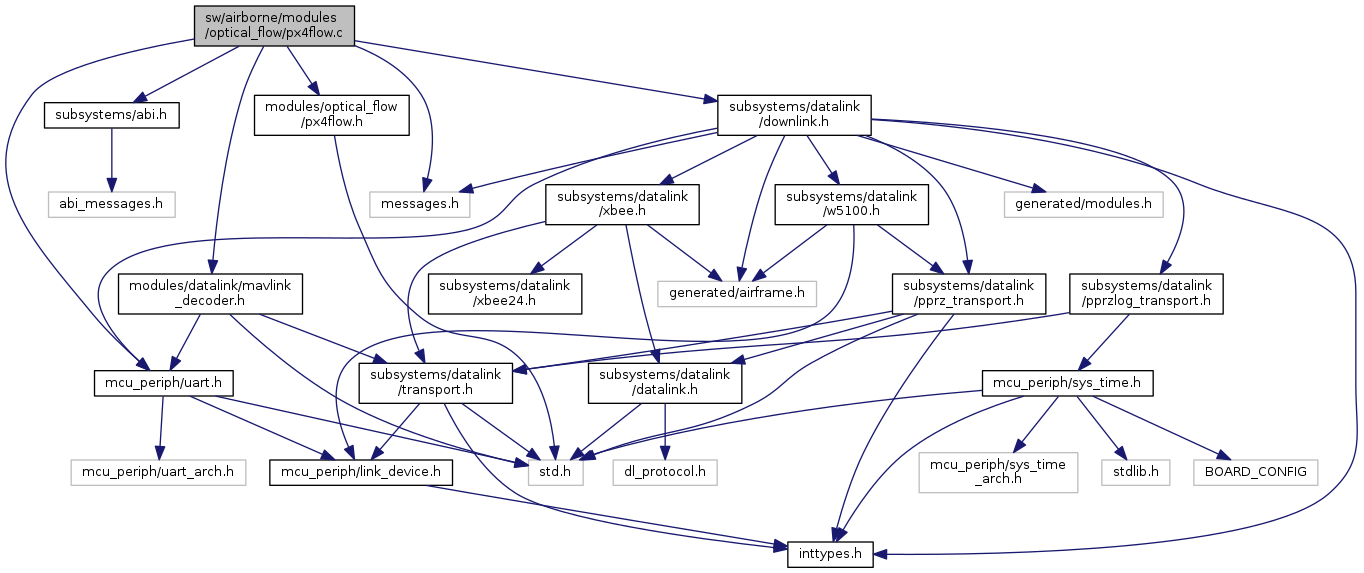 sw/airborne/modules
/optical_flow/px4flow.c
subsystems/abi.h
modules/optical_flow
/px4flow.h
subsystems/datalink
/downlink.h
abi_messages.h
messages.h
subsystems/datalink
/xbee.h
subsystems/datalink
/w5100.h
generated/modules.h
modules/datalink/mavlink
_decoder.h
subsystems/datalink
/xbee24.h
generated/airframe.h
subsystems/datalink
/pprz_transport.h
subsystems/datalink
/pprzlog_transport.h
mcu_periph/uart.h
subsystems/datalink
/transport.h
subsystems/datalink
/datalink.h
mcu_periph/sys_time.h
mcu_periph/uart_arch.h
mcu_periph/link_device.h
std.h
dl_protocol.h
mcu_periph/sys_time
_arch.h
stdlib.h
BOARD_CONFIG
inttypes.h